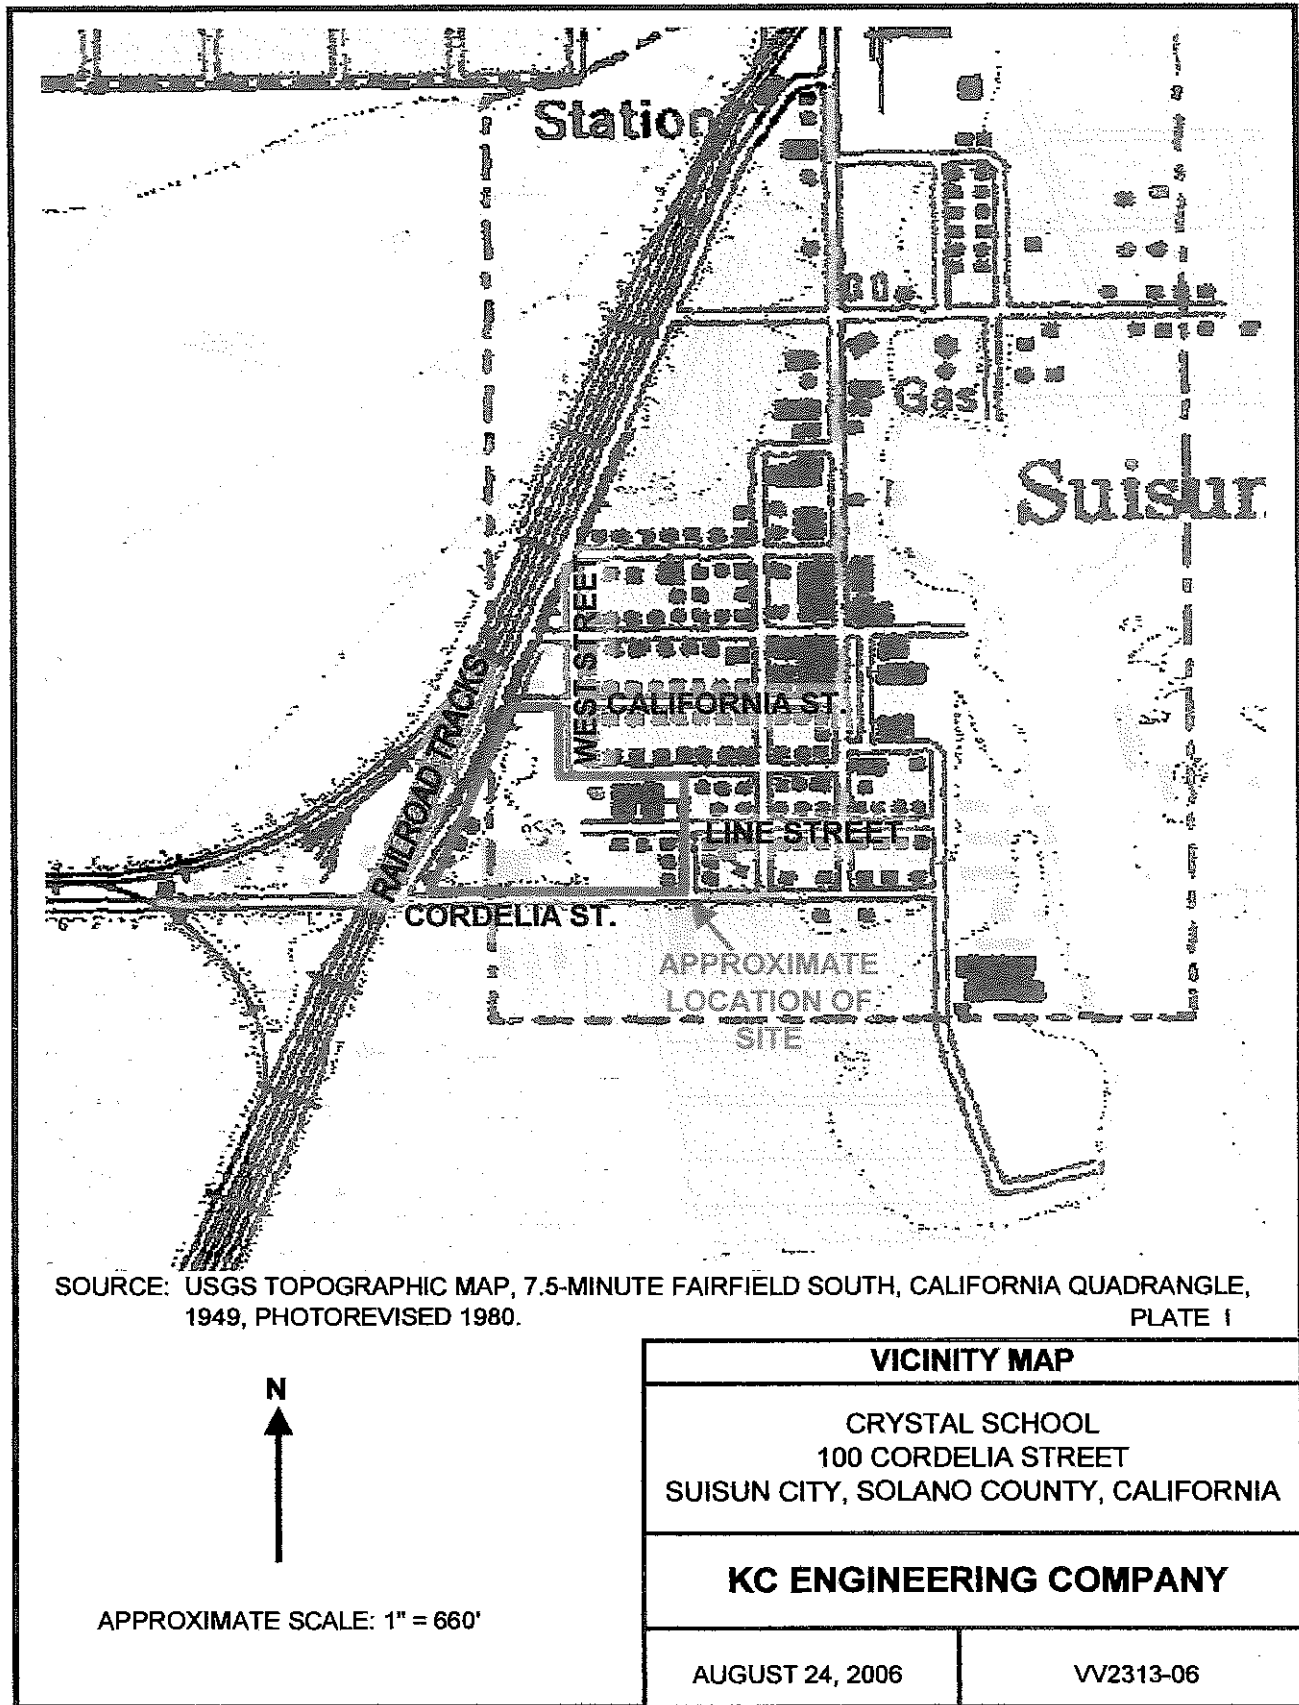 Station
Gas
Suisun
WEST STREET
CALIFORNIA ST.
RAILROAD TRACKS
LINE STREET
CORDELIA ST.
APPROXIMATE
LOCATION OF
SITE
SOURCE: USGS TOPOGRAPHIC MAP, 7.5-MINUTE FAIRFIELD SOUTH, CALIFORNIA QUADRANGLE,
1949, PHOTOREVISED 1980.
PLATE I
VICINITY MAP
N
CRYSTAL SCHOOL
100 CORDELIA STREET
SUISUN CITY, SOLANO COUNTY, CALIFORNIA
KC ENGINEERING COMPANY
APPROXIMATE SCALE: 1" = 660'
AUGUST 24, 2006
VV2313-06